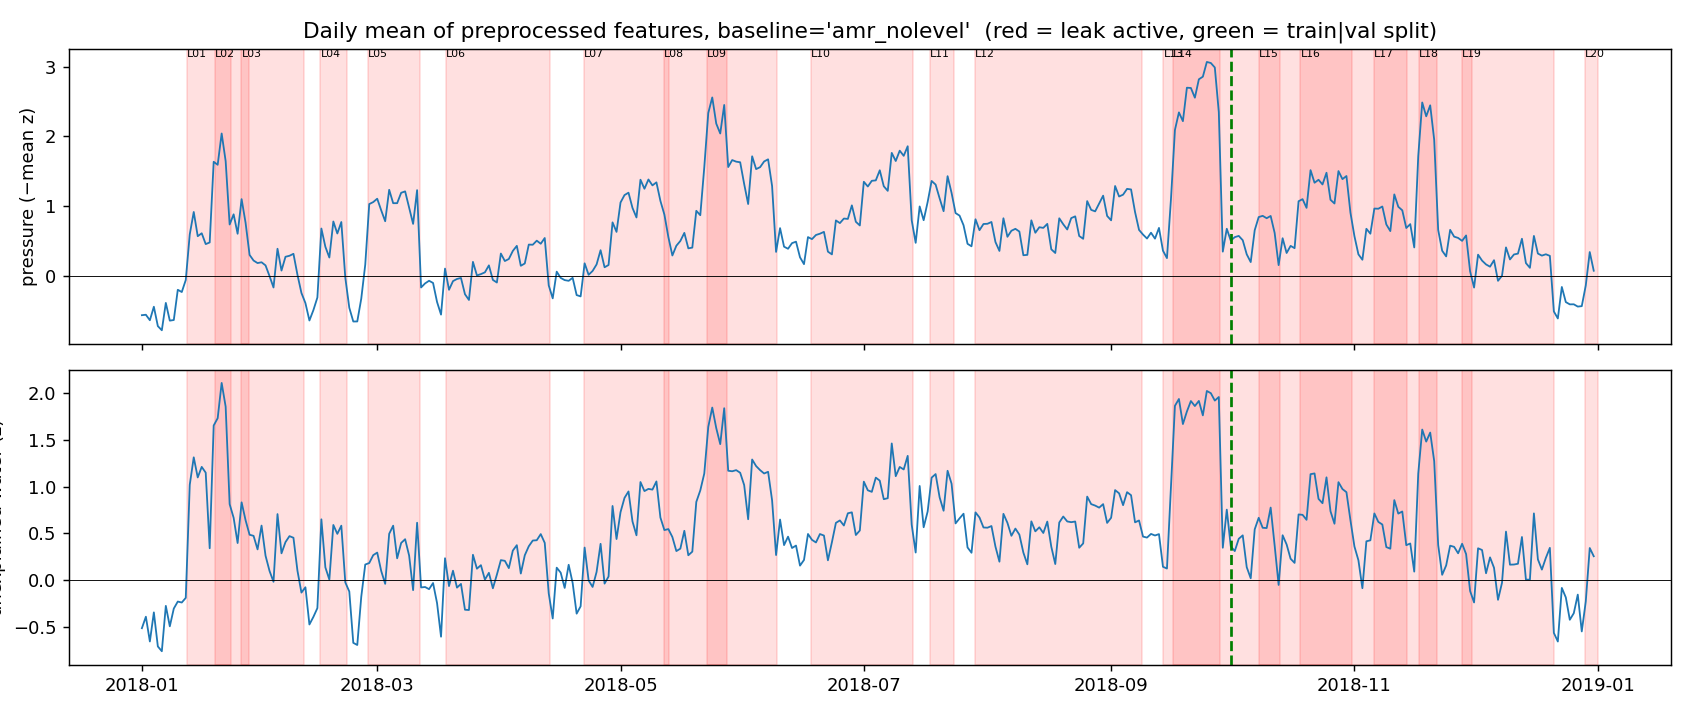 Daily mean of preprocessed features, baseline='amr_nolevel'  (red = leak active, green = train|val split)
L01 L02 L03 L04 L05 L06 L07 L08 L09 L10 L11 L12 L13 L14 L15 L16 L17 L18 L19 L20
pressure (−mean z)
3
2
1
0
2.0
1.5
1.0
0.5
0.0
−0.5
2018-01 2018-03 2018-05 2018-07 2018-09 2018-11 2019-01